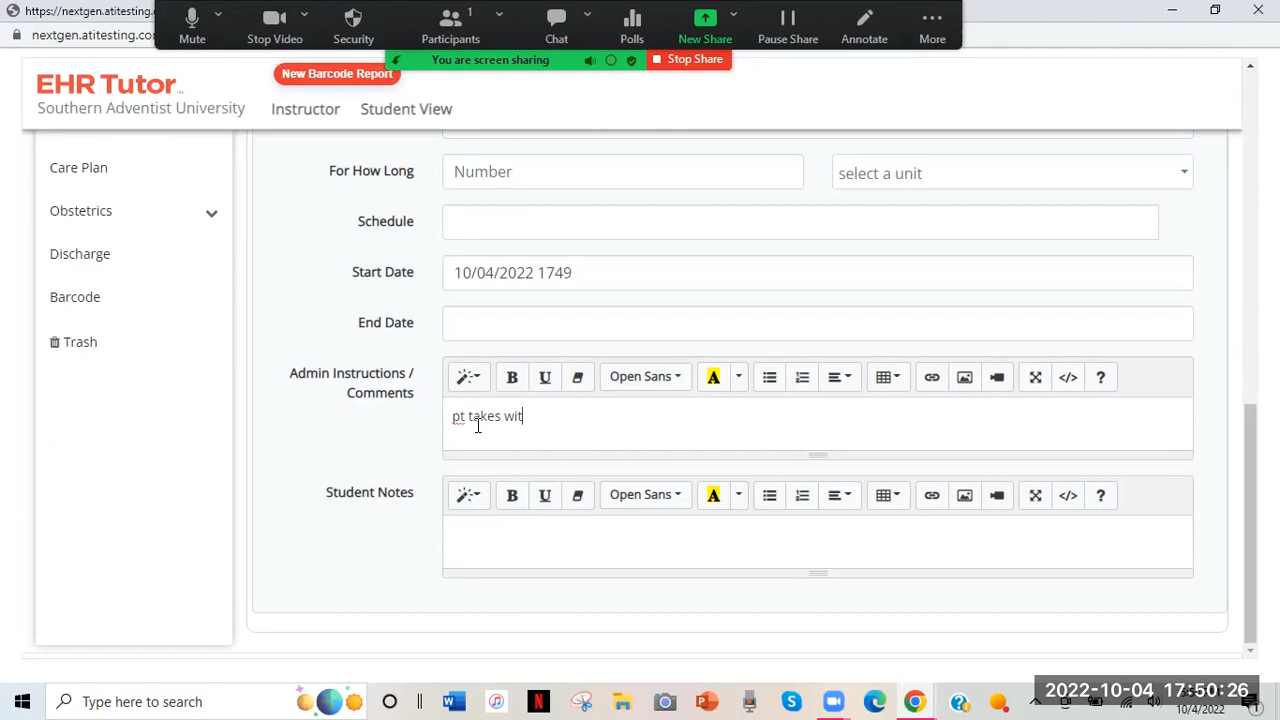 https://nextgen.ati
nextgen.atitesting.co
Mute
Stop Video
Security
1
Participants
Chat
Polls
New Share
Pause Share
Annotate
More
You are screen sharing
Stop Share
EHR Tutor
Southern Adventist University
New Barcode Report
Instructor
Student View
Care Plan
Obstetrics
Discharge
Barcode
Trash
For How Long
Number
select a unit
Schedule
Start Date
10/04/2022 1749
End Date
Admin Instructions /
Comments
B U Open Sans A </> ?
pt takes wit
Student Notes
B U Open Sans A </> ?
Type here to search
2022-10-04 17:50:26
10/4/2022